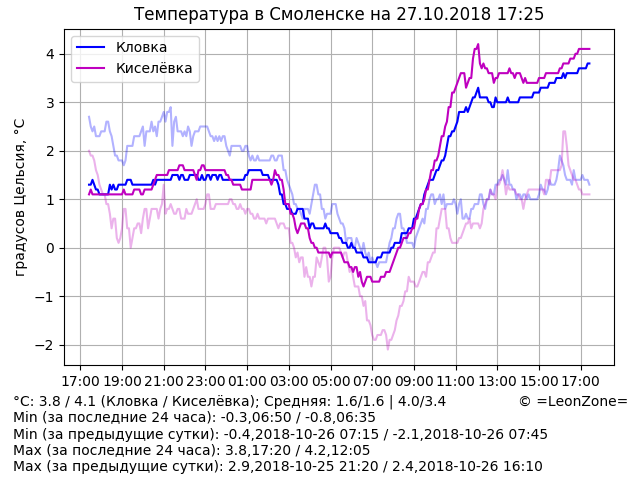 Температура в Смоленске на 27.10.2018 17:25
Кловка
Киселёвка
градусов Цельсия, °C
4
3
2
1
0
−1
−2
17:00 19:00 21:00 23:00 01:00 03:00 05:00 07:00 09:00 11:00 13:00 15:00 17:00
°C: 3.8 / 4.1 (Кловка / Киселёвка); Средняя: 1.6/1.6 | 4.0/3.4 © =LeonZone=
Min (за последние 24 часа): -0.3,06:50 / -0.8,06:35
Min (за предыдущие сутки): -0.4,2018-10-26 07:15 / -2.1,2018-10-26 07:45
Max (за последние 24 часа): 3.8,17:20 / 4.2,12:05
Max (за предыдущие сутки): 2.9,2018-10-25 21:20 / 2.4,2018-10-26 16:10